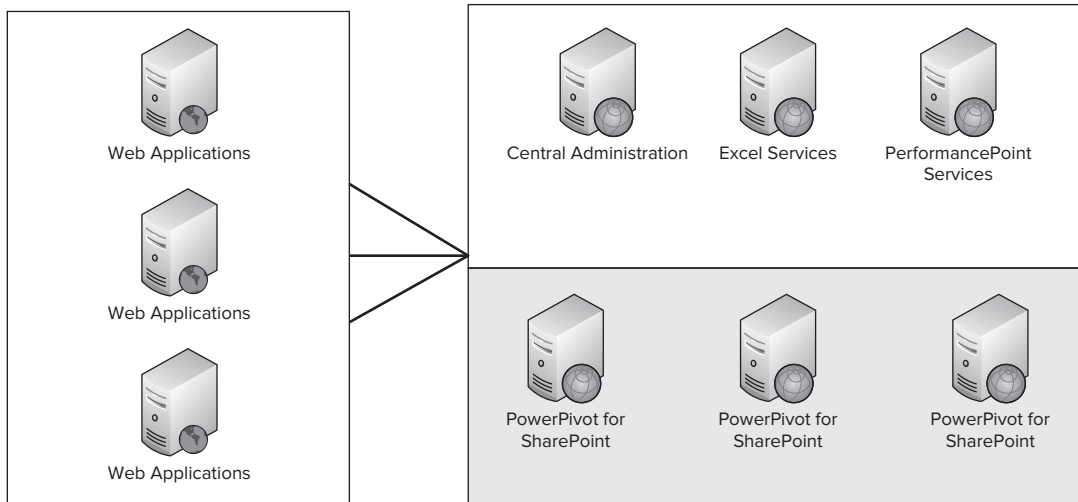 Web Applications
Web Applications
Web Applications
Central Administration
Excel Services
PerformancePoint
Services
PowerPivot for
SharePoint
PowerPivot for
SharePoint
PowerPivot for
SharePoint